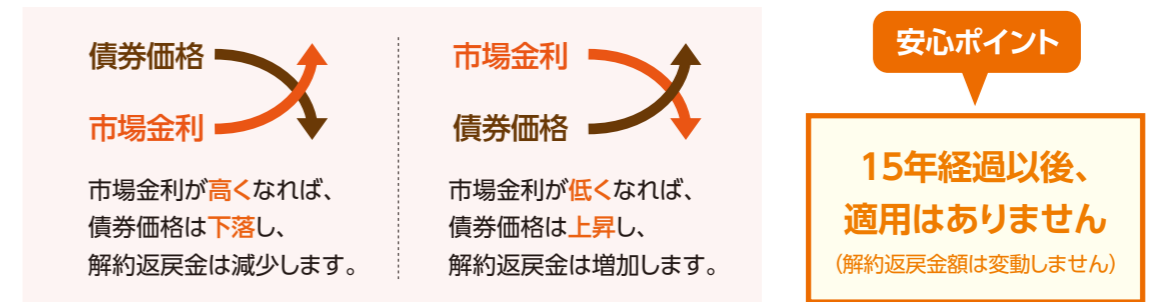 債券価格
市場金利
市場金利が高くなれば、
債券価格は下落し、
解約返戻金は減少します。
市場金利
債券価格
市場金利が低くなれば、
債券価格は上昇し、
解約返戻金は増加します。
安心ポイント
15年経過以後、
適用はありません
(解約返戻金額は変動しません)